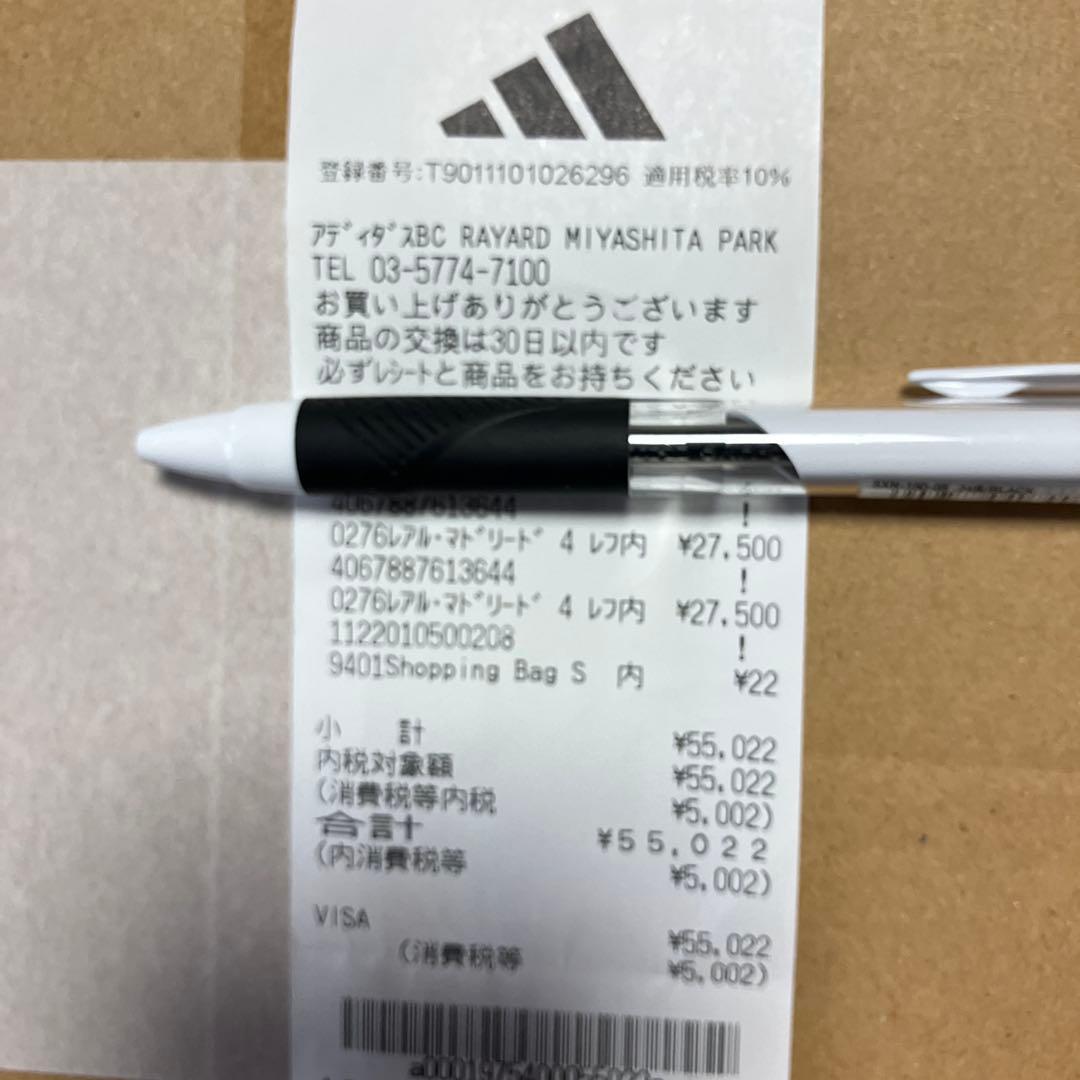 登録番号:T9011101026296 適用税率10%
アディダスBC RAYARD MIYASHITA PARK
TEL 03-5774-7100
お買い上げありがとうございます
商品の交換は30日以内です
必ずレシートと商品をお持ちください
4067887613644 !
0276レアル・マドリード 4 レフ内 ¥27,500
4067887613644 !
0276レアル・マドリード 4 レフ内 ¥27,500
1122010500208 !
9401Shopping Bag S 内 ¥22
小 計 ¥55,022
内税対象額 ¥55,022
(消費税等内税 ¥5,002)
合計 ¥55,022
(内消費税等 ¥5,002)
VISA ¥55,022
(消費税等 ¥5,002)